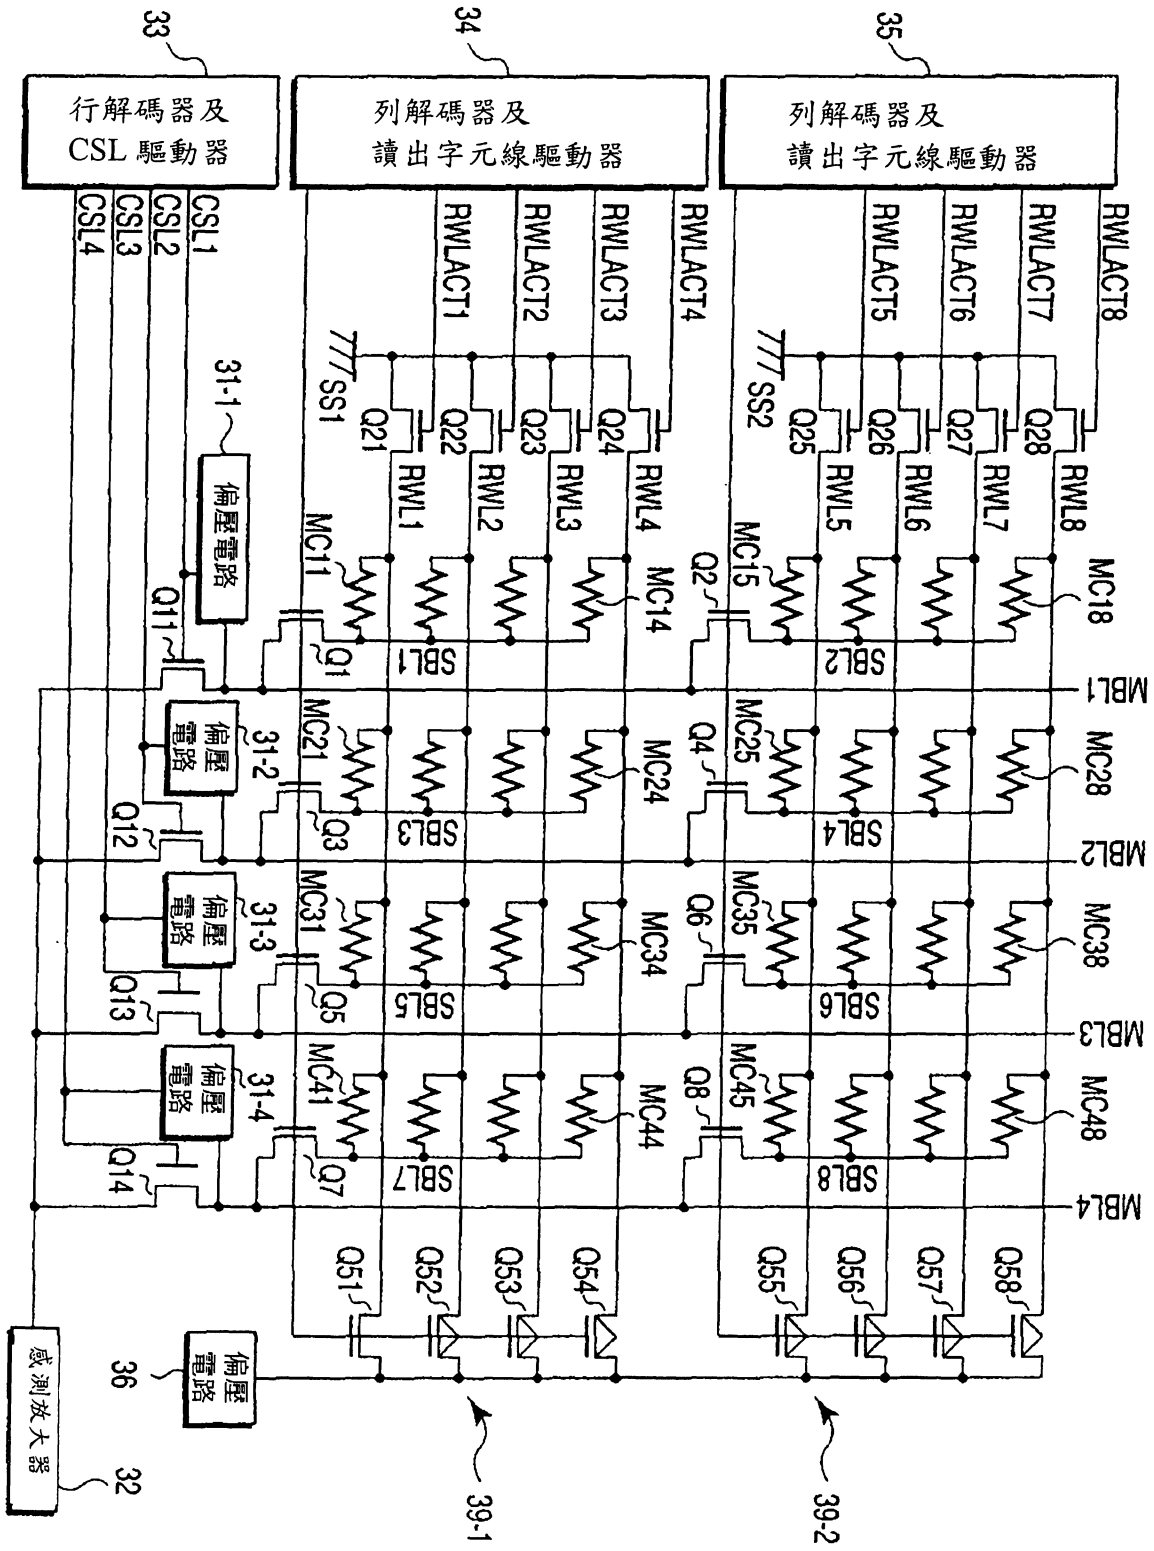 33
34
35
行解碼器及
CSL 驅動器
列解碼器及
讀出字元線驅動器
列解碼器及
讀出字元線驅動器
CSL4
CSL3
CSL2
CSL1
RWLACT1
RWLACT2
RWLACT3
RWLACT4
RWLACT5
RWLACT6
RWLACT7
RWLACT8
SS1
SS2
Q21
Q22
Q23
Q24
Q25
Q26
Q27
Q28
RWL1
RWL2
RWL3
RWL4
RWL5
RWL6
RWL7
RWL8
31-1
偏壓電路
MC11
MC14
MC15
MC18
Q11
Q1
Q2
SBL1
SBL2
MBL1
偏壓
電路
31-2
MC21
MC24
MC25
MC28
Q12
Q3
Q4
SBL3
SBL4
MBL2
偏壓
電路
31-3
MC31
MC34
MC35
MC38
Q13
Q5
Q6
SBL5
SBL6
MBL3
偏壓
電路
31-4
MC41
MC44
MC45
MC48
Q14
Q7
Q8
SBL7
SBL8
MBL4
Q51
Q52
Q53
Q54
Q55
Q56
Q57
Q58
偏壓
電路
36
感測放大器
32
39-1
39-2